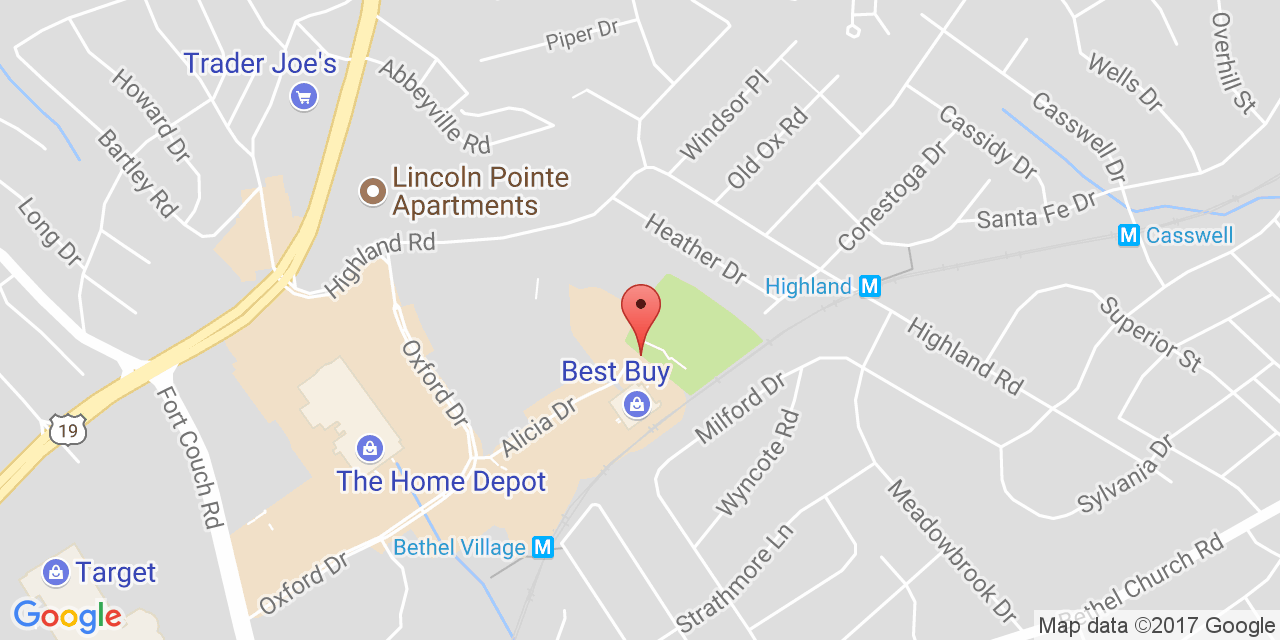 Piper Dr
Overhill St
Trader Joe's
Abbeyville Rd
Howard Dr
Windsor Pl
Wells Dr
Old Ox Rd
Casswell Dr
Cassidy Dr
Bartley Rd
Lincoln Pointe
Apartments
Conestoga Dr
Santa Fe Dr
Long Dr
Highland Rd
Heather Dr
Casswell
M
Highland
M
Superior St
Highland Rd
Oxford Dr
Best Buy
Alicia Dr
Milford Dr
19
Fort Couch Rd
Wyncote Rd
Sylvania Dr
The Home Depot
Meadowbrook Dr
Bethel Village
M
Strathmore Ln
Bethel Church Rd
Target
Oxford Dr
Google
Map data ©2017 Google